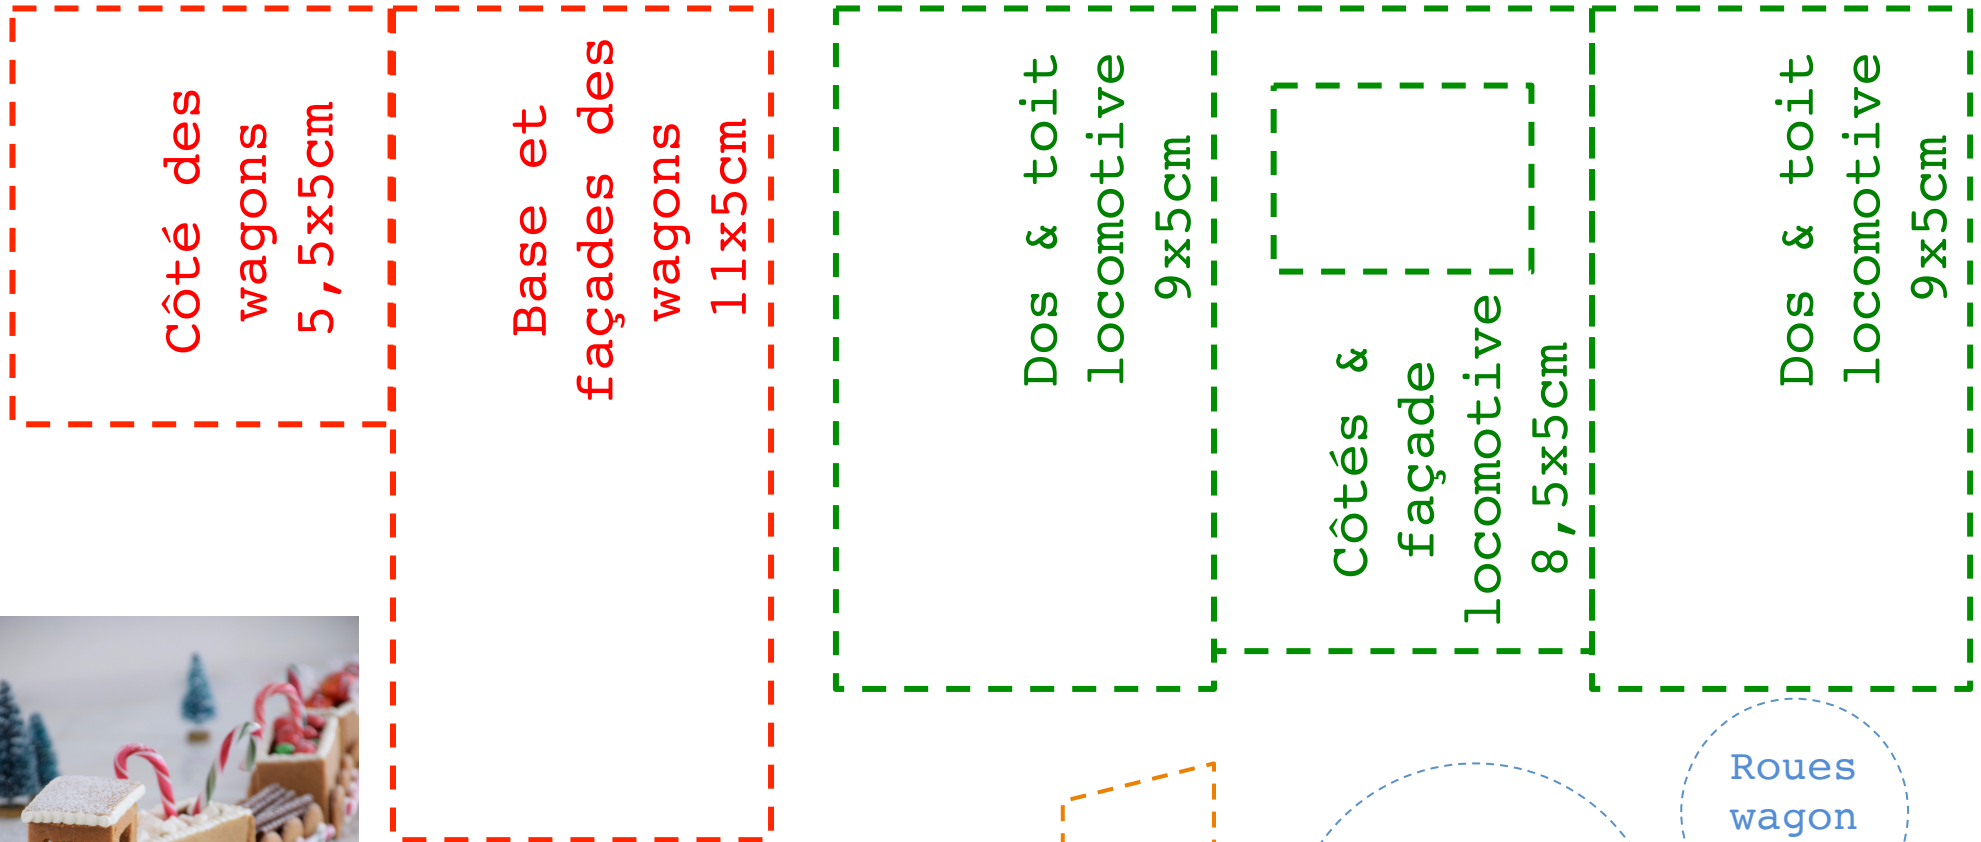 Côté des
wagons
5,5x5cm
Base et
façades des
wagons
11x5cm
Dos & toit
locomotive
9x5cm
Côtés &
façade
locomotive
8,5x5cm
Dos & toit
locomotive
9x5cm
Roues
wagon